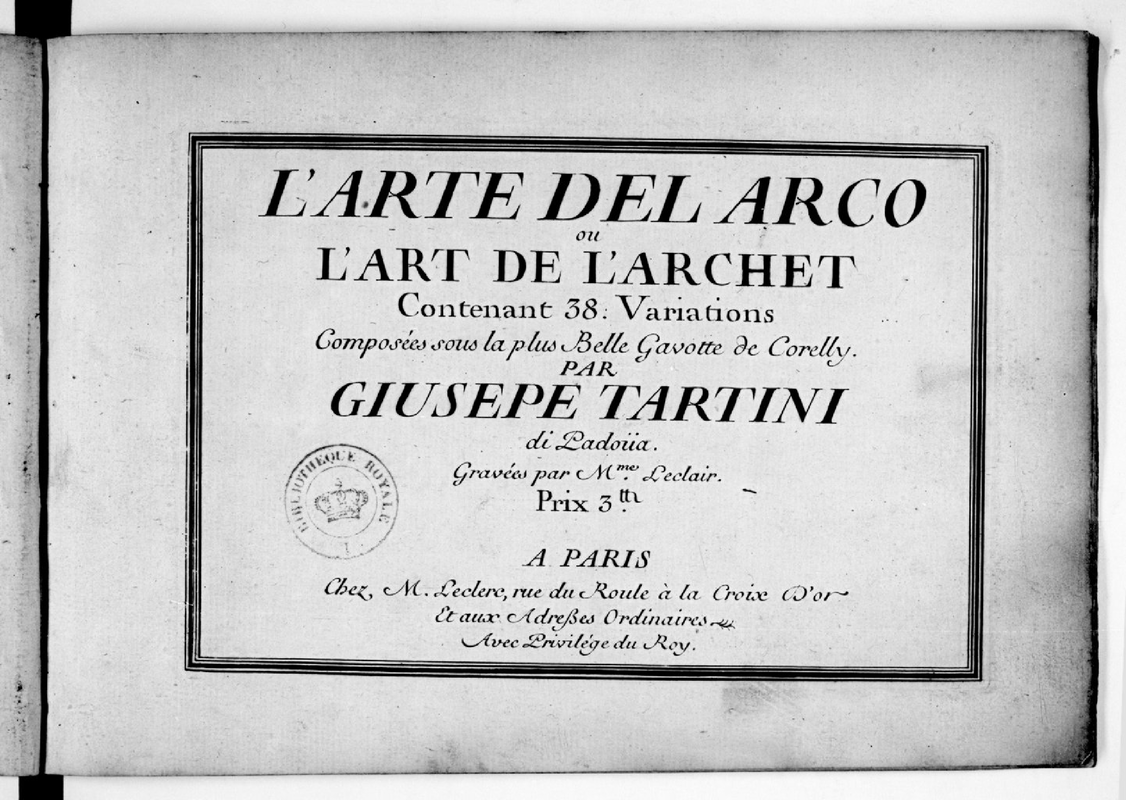 L'ARTE DEL ARCO
ou
L'ART DE L'ARCHET
Contenant 38. Variations
Composées sous la plus Belle Gavotte de Corelly.
PAR
GIUSEPE TARTINI
di Padoüa.
Gravées par M.me Leclair.
Prix 3.tt
BIBLIOTHEQUE ROYALE
A PARIS
Chez, M. Leclerc, rue du Roule à la Croix D'or
Et aux Adreßes Ordinaires
Avec Privilége du Roy.